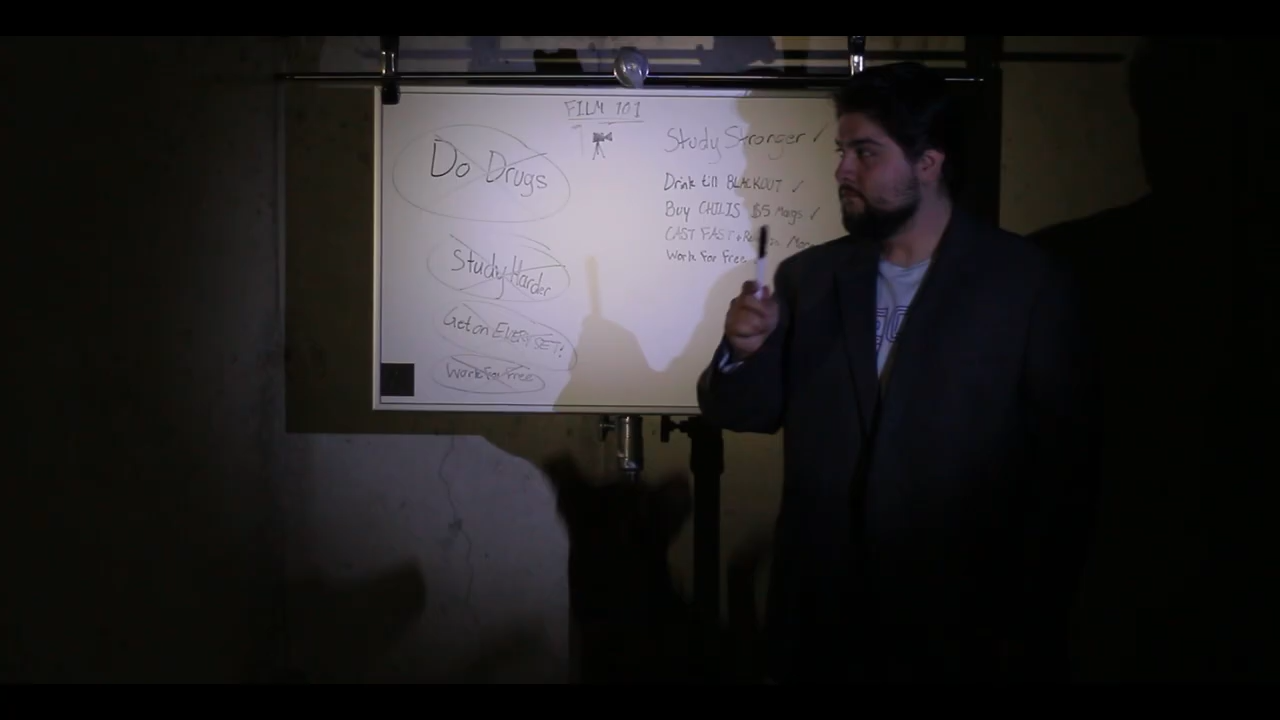 FILM 101
Do Drugs
Study Harder
Get on EVERY SET!
Work For Free
Study Stronger ✓
Drink till BLACKOUT ✓
Buy CHILIS $5 Margs ✓
CAST FAST +
Work For Free